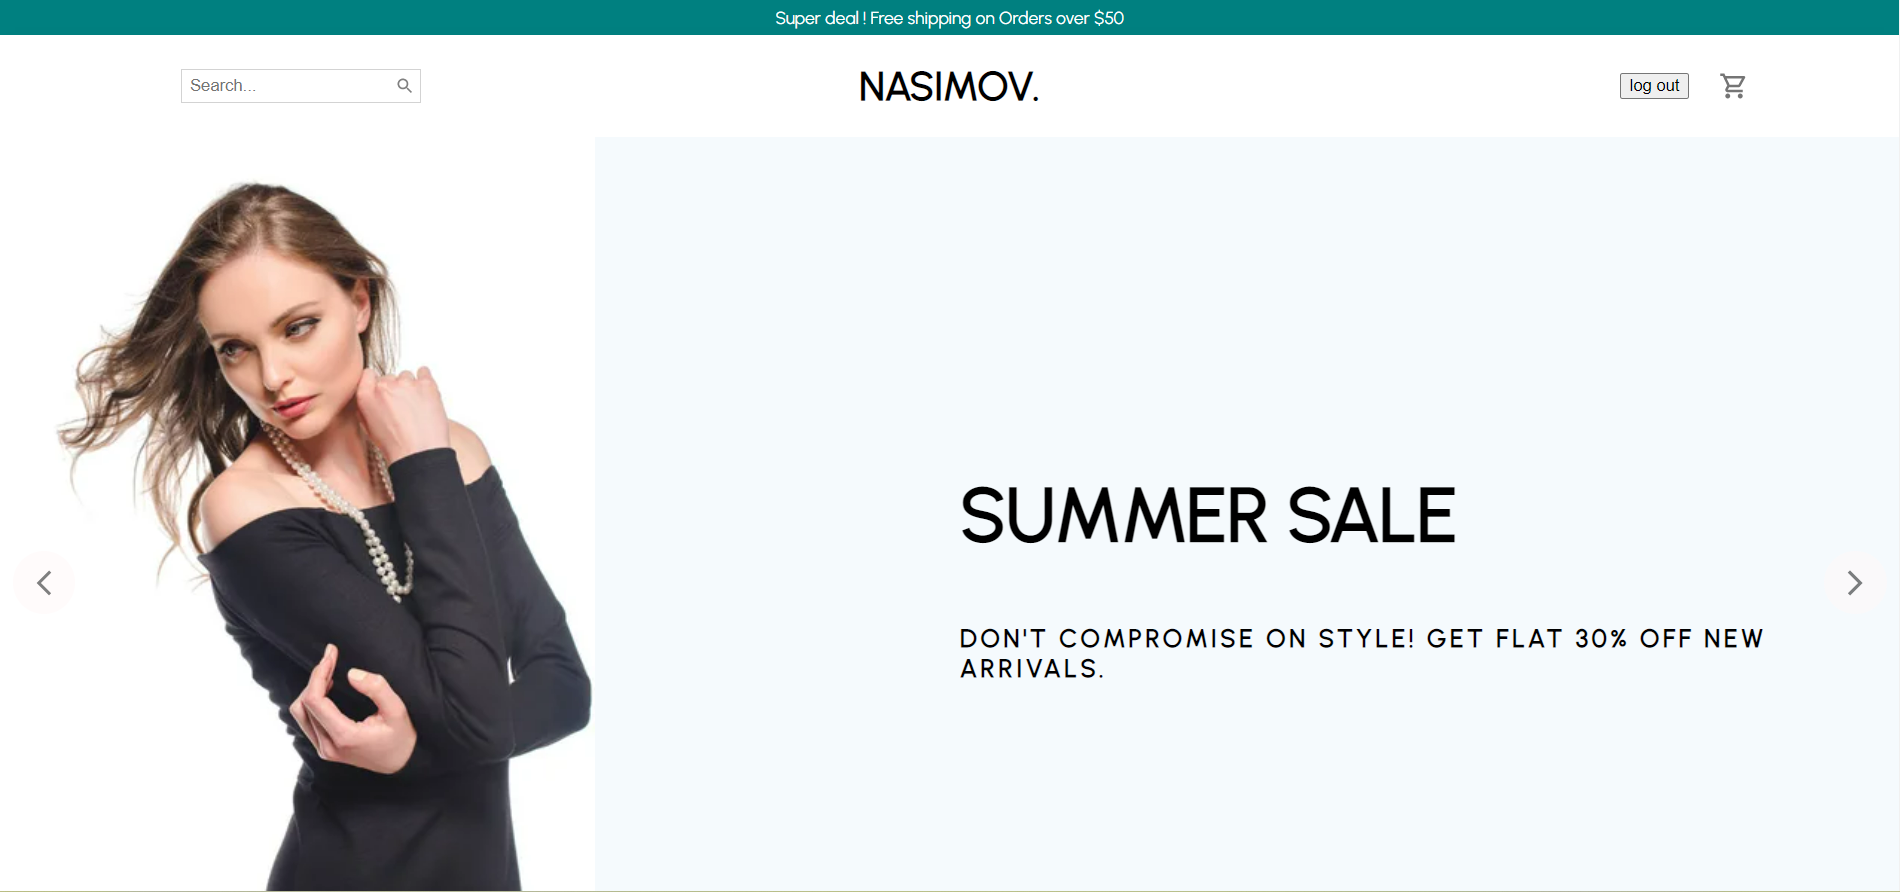 Super deal ! Free shipping on Orders over $50
Search...
NASIMOV.
log out
SUMMER SALE
DON'T COMPROMISE ON STYLE! GET FLAT 30% OFF NEW
ARRIVALS.